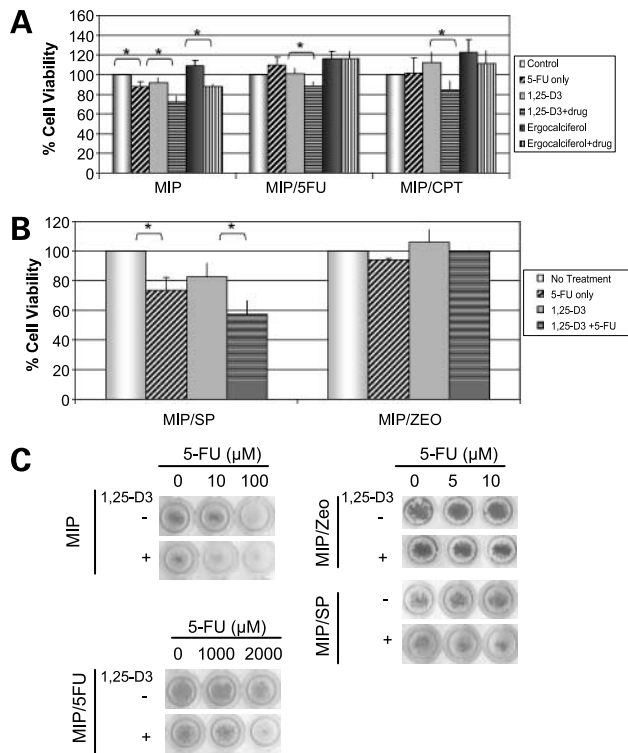 A
% Cell Viability
160
140
120
100
80
60
40
20
0
* * * * *
MIP MIP/5FU MIP/CPT
Control
5-FU only
1,25-D3
1,25-D3+drug
Ergocalciferol
Ergocalciferol+drug
B
% Cell Viability
120
100
80
60
40
20
0
* *
MIP/SP MIP/ZEO
No Treatment
5-FU only
1,25-D3
1,25-D3 +5-FU
C
5-FU (µM)
0 10 100
1,25-D3
MIP
-
+
5-FU (µM)
0 1000 2000
1,25-D3
MIP/5FU
-
+
5-FU (µM)
0 5 10
1,25-D3
MIP/Zeo
-
+
MIP/SP
-
+